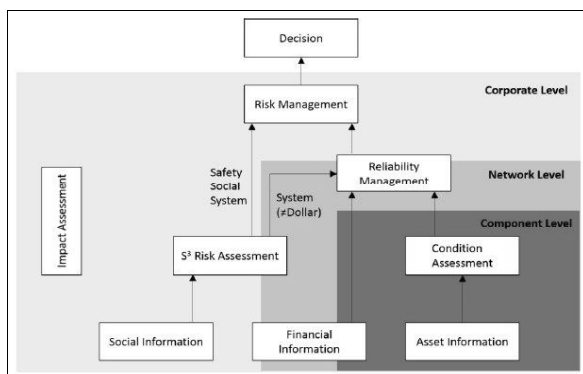 Decision
Corporate Level
Risk Management
Safety
Social
System
Reliability
Management
Network Level
System
(≠Dollar)
Component Level
Impact Assessment
S³ Risk Assessment
Condition
Assessment
Social Information
Financial
Information
Asset Information